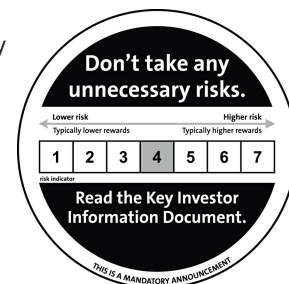 Don't take any
unnecessary risks.
Lower risk Higher risk
Typically lower rewards Typically higher rewards
1 2 3 4 5 6 7
risk indicator
Read the Key Investor
Information Document.
THIS IS A MANDATORY ANNOUNCEMENT